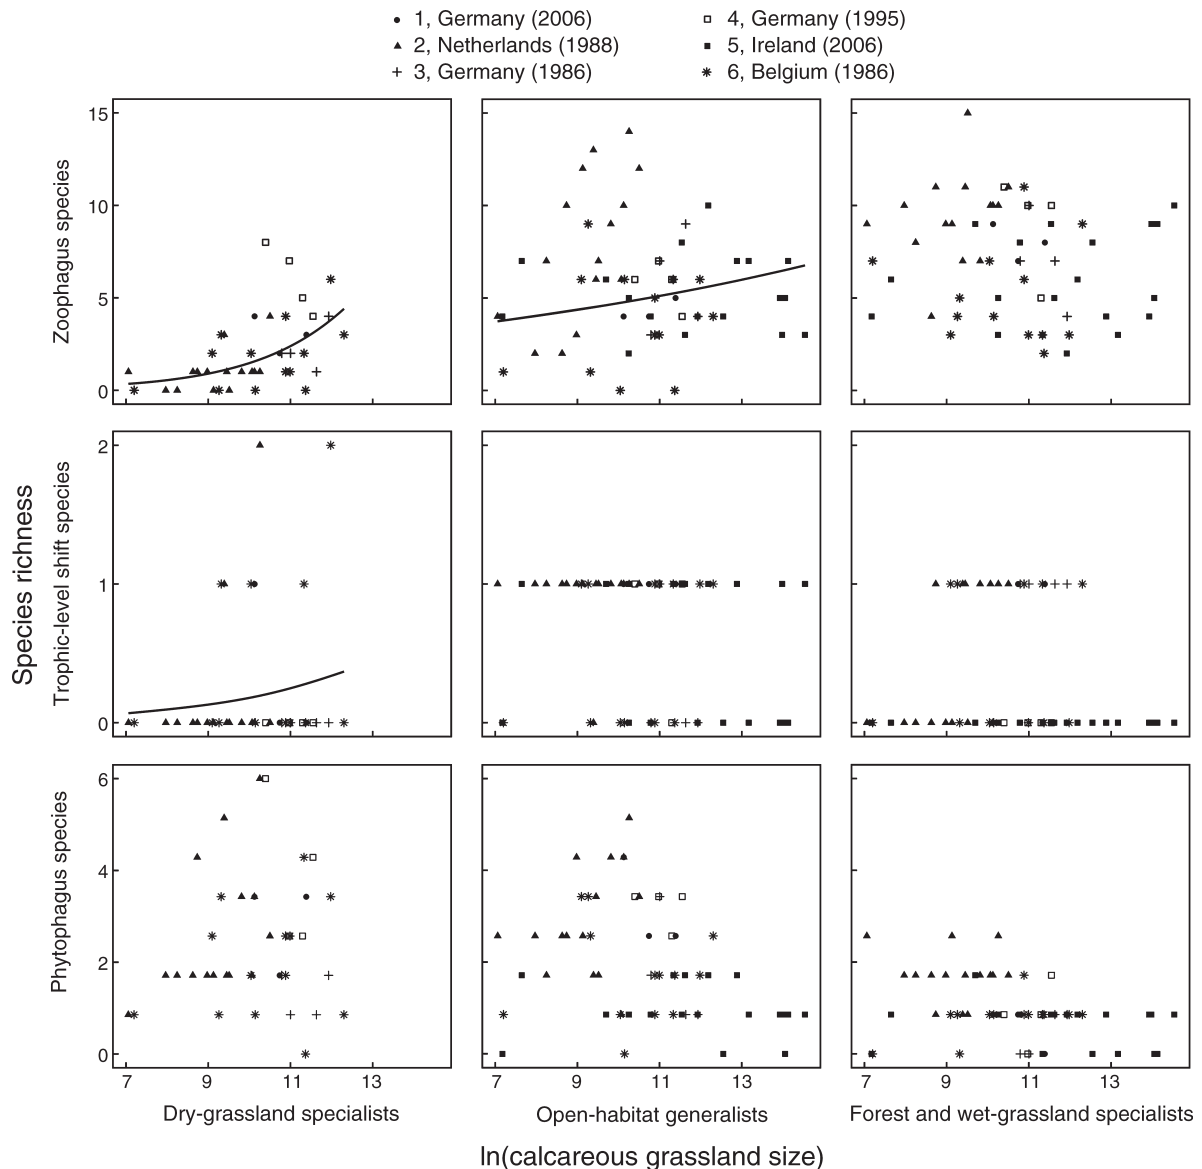 1, Germany (2006)
2, Netherlands (1988)
3, Germany (1986)
4, Germany (1995)
5, Ireland (2006)
6, Belgium (1986)
Species richness
Zoophagus species
15
10
5
0
Trophic-level shift species
2
1
0
Phytophagus species
6
4
2
0
7 9 11 13
7 9 11 13
7 9 11 13
Dry-grassland specialists
Open-habitat generalists
Forest and wet-grassland specialists
ln(calcareous grassland size)